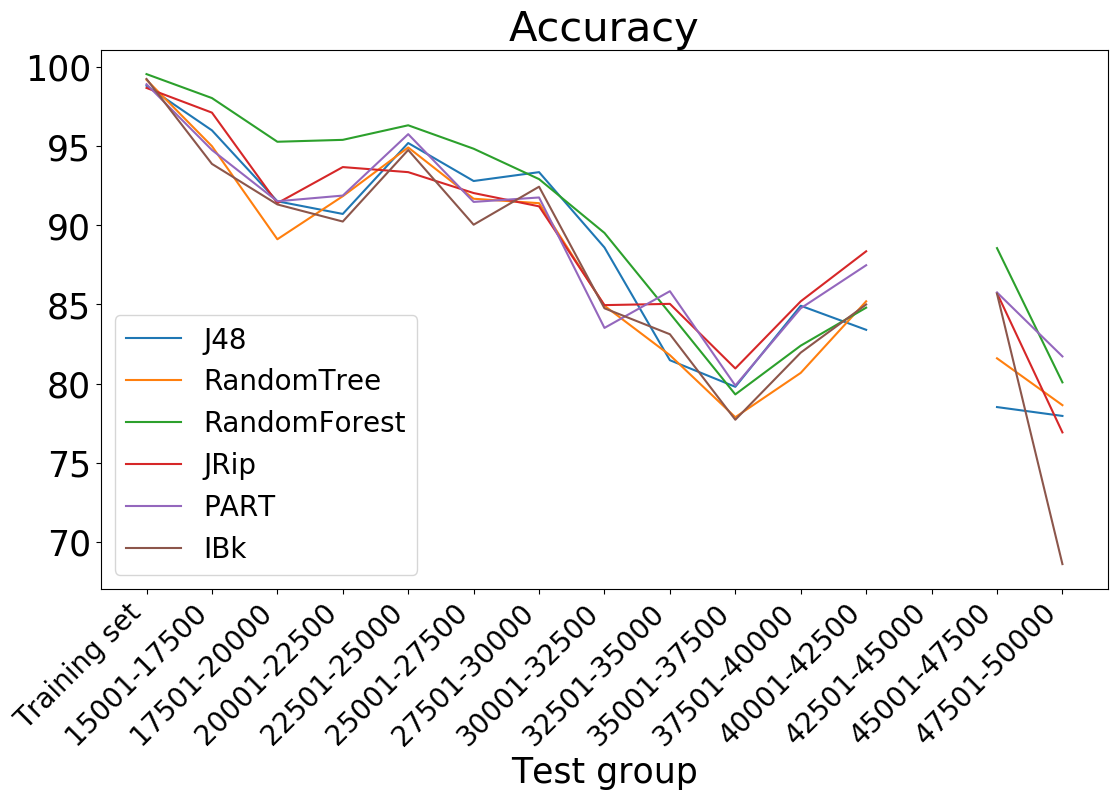 Accuracy
100
95
90
85
80
75
70
J48
RandomTree
RandomForest
JRip
PART
IBk
Training set
15001-17500
17501-20000
20001-22500
22501-25000
25001-27500
27501-30000
30001-32500
32501-35000
35001-37500
37501-40000
40001-42500
42501-45000
45001-47500
47501-50000
Test group